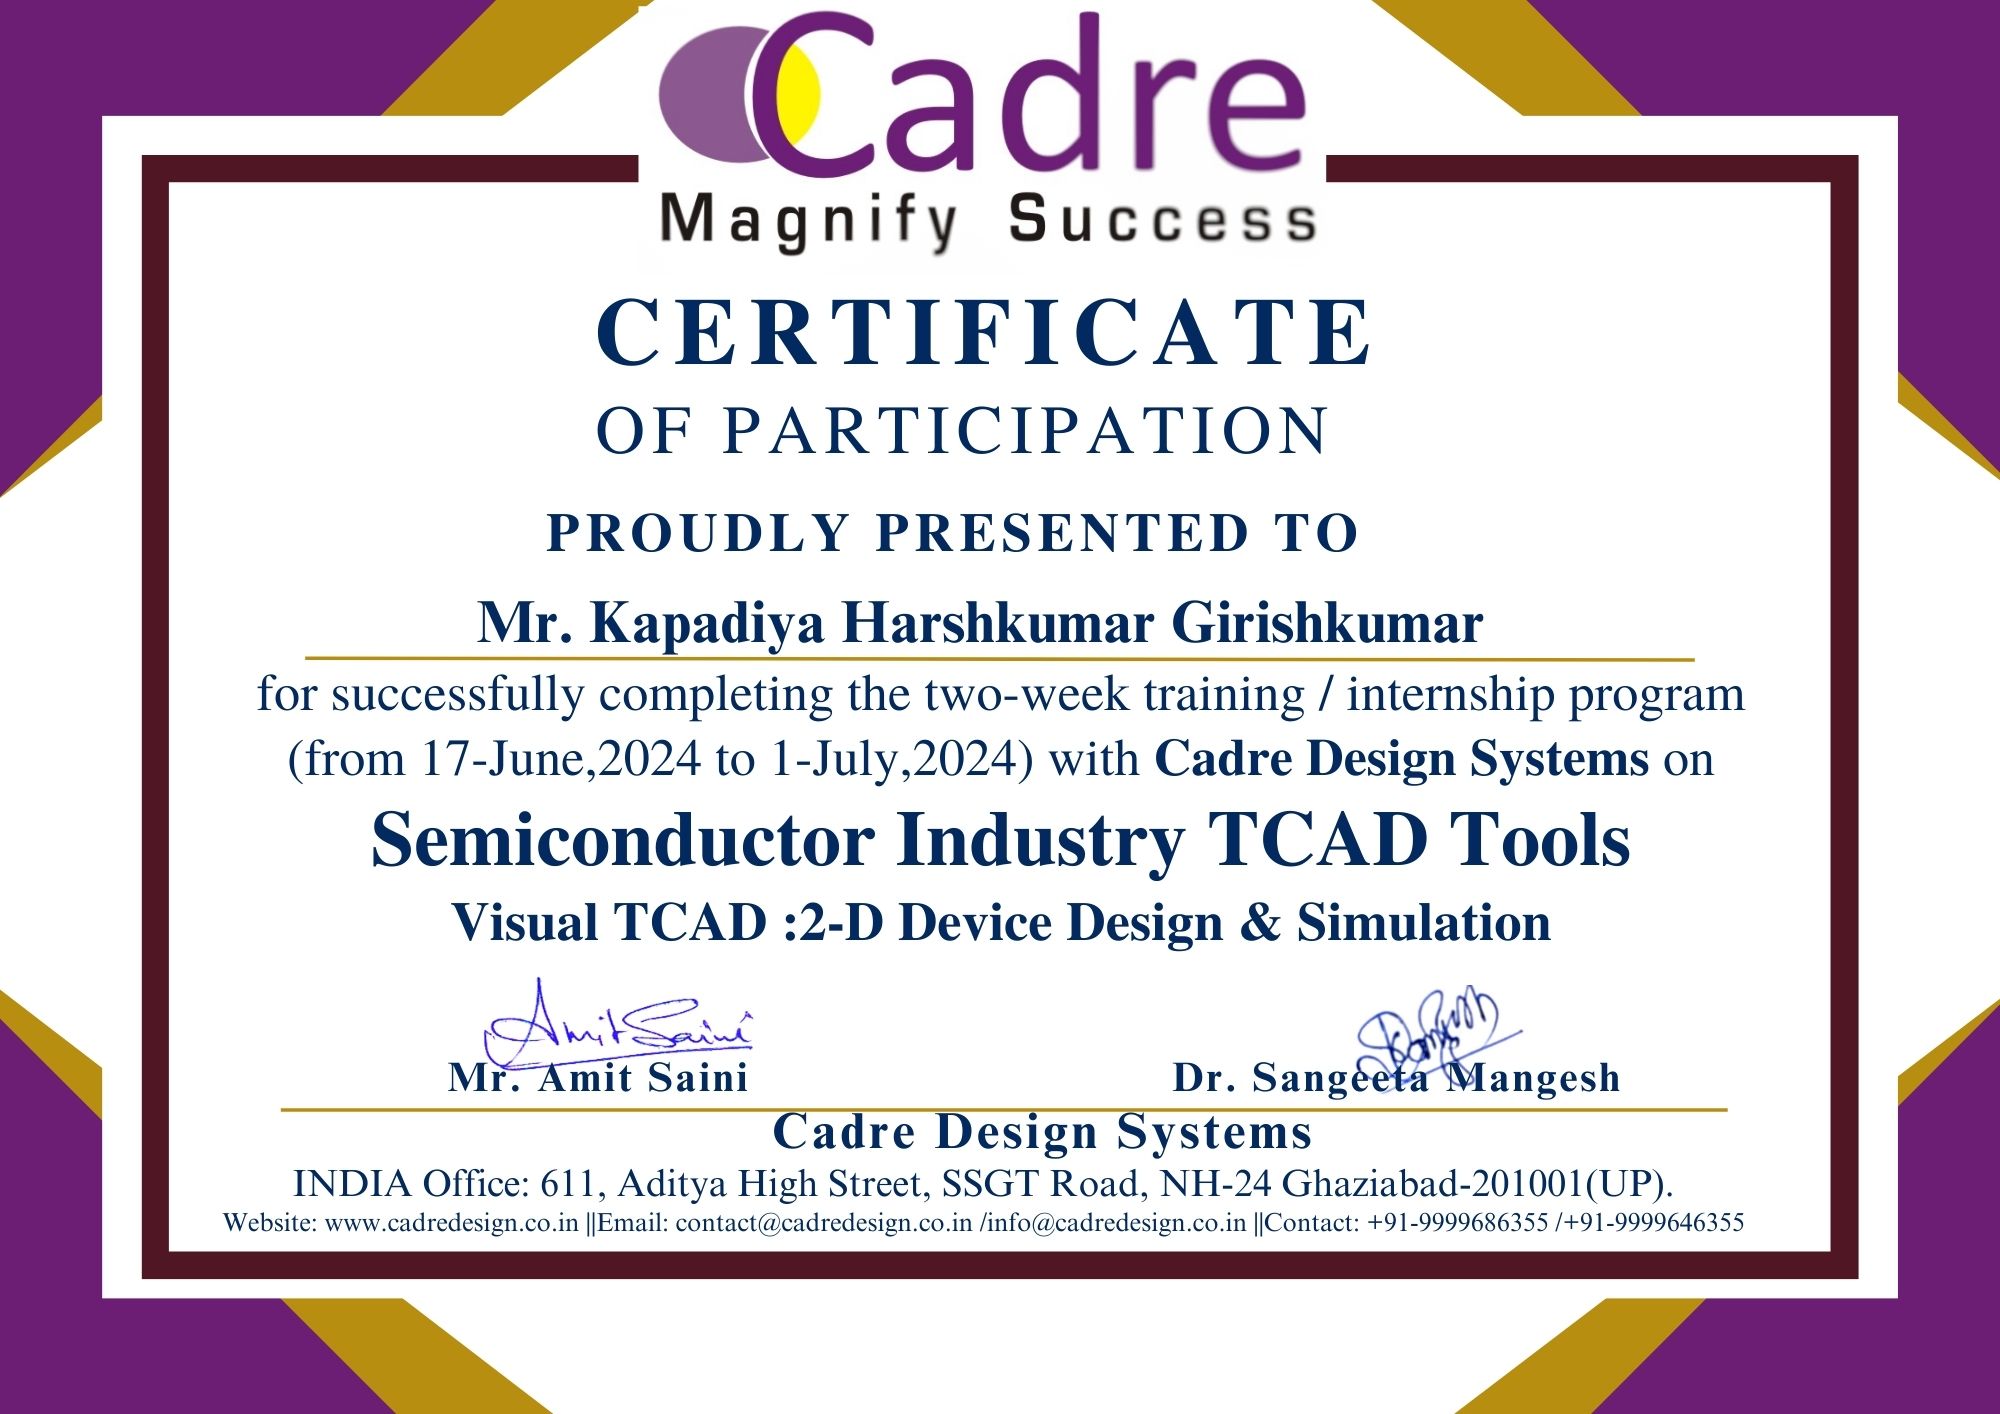 Cadre
Magnify Success
CERTIFICATE
OF PARTICIPATION
PROUDLY PRESENTED TO
Mr. Kapadiya Harshkumar Girishkumar
for successfully completing the two-week training / internship program
(from 17-June,2024 to 1-July,2024) with Cadre Design Systems on
Semiconductor Industry TCAD Tools
Visual TCAD :2-D Device Design & Simulation
Amit Saini
Mr. Amit Saini
Dr. Sangeeta Mangesh
Cadre Design Systems
INDIA Office: 611, Aditya High Street, SSGT Road, NH-24 Ghaziabad-201001(UP).
Website: www.cadredesign.co.in ||Email: contact@cadredesign.co.in /info@cadredesign.co.in ||Contact: +91-9999686355 /+91-9999646355